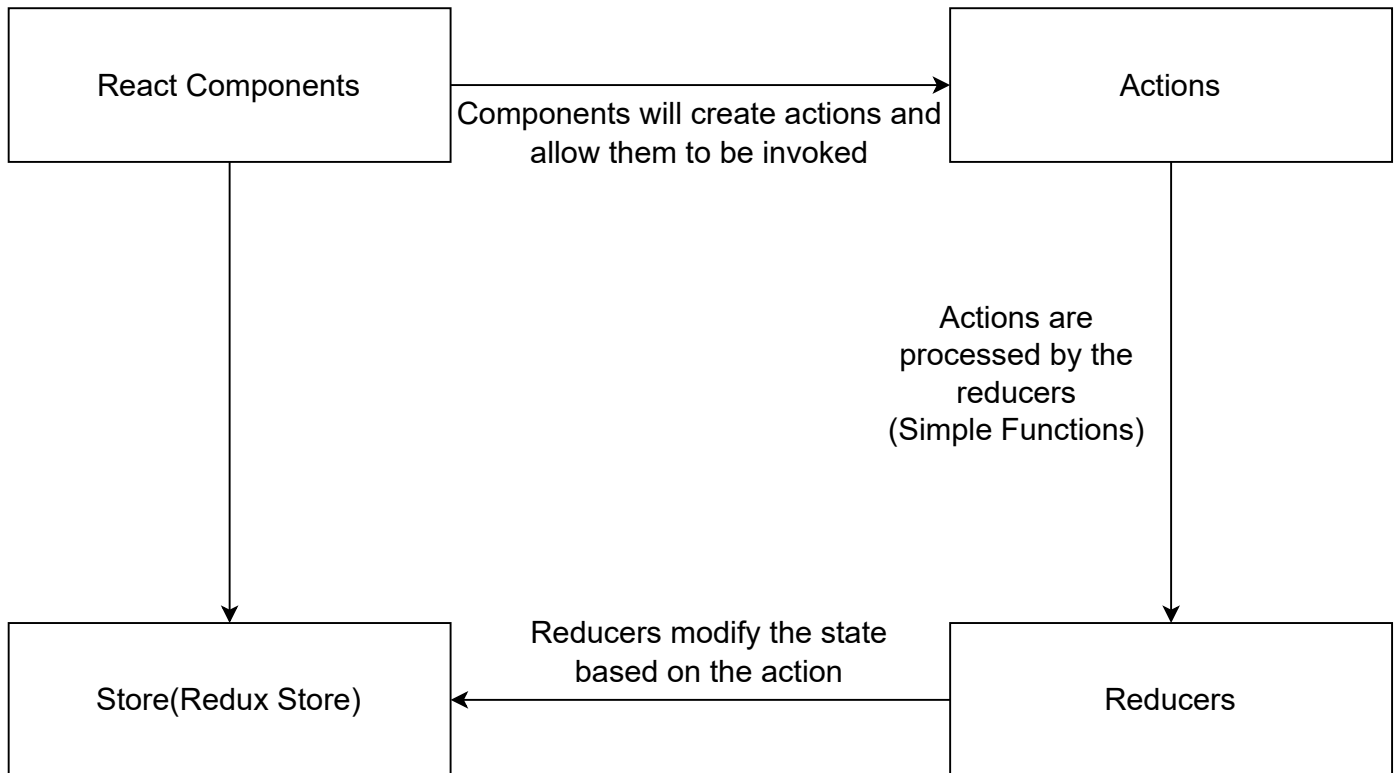 React Components
Actions
Components will create actions and
allow them to be invoked
Actions are
processed by the
reducers
(Simple Functions)
Reducers modify the state
based on the action
Store(Redux Store)
Reducers